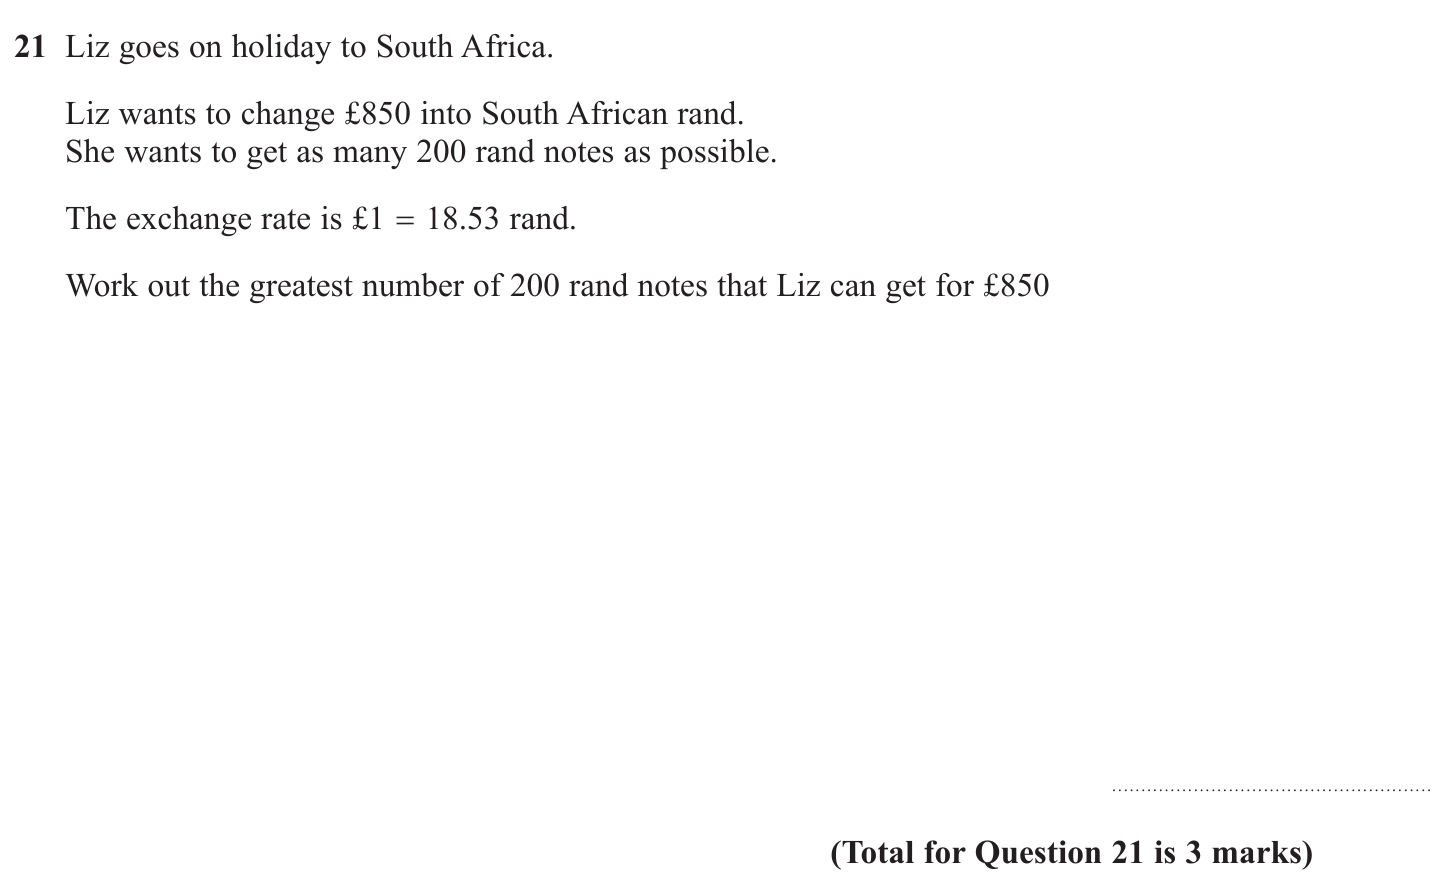 21 Liz goes on holiday to South Africa.
Liz wants to change £850 into South African rand.
She wants to get as many 200 rand notes as possible.
The exchange rate is £1 = 18.53 rand.
Work out the greatest number of 200 rand notes that Liz can get for £850
(Total for Question 21 is 3 marks)